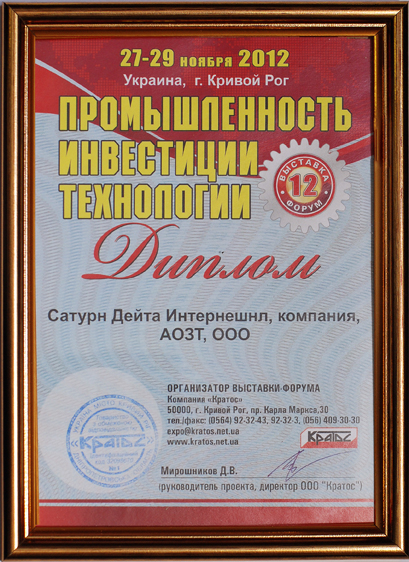 27-29 НОЯБРЯ 2012
Украина, г. Кривой Рог
ПРОМЫШЛЕННОСТЬ
ИНВЕСТИЦИИ
ТЕХНОЛОГИИ
ВЫСТАВКА
12
ФОРУМ
Диплом
Сатурн Дейта Интернешнл, компания,
АОЗТ, ООО
ОРГАНИЗАТОР ВЫСТАВКИ-ФОРУМА
Компания «Кратос»
50000, г. Кривой Рог, пр. Карла Маркса,30
тел./факс: (0564) 92-32-43, 92-32-3, (056) 409-30-30
expo@kratos.net.ua
www.kratos.net.ua
КРАТОС
КРАТОС
Мирошников Д.В.
(руководитель проекта, директор ООО "Кратос")